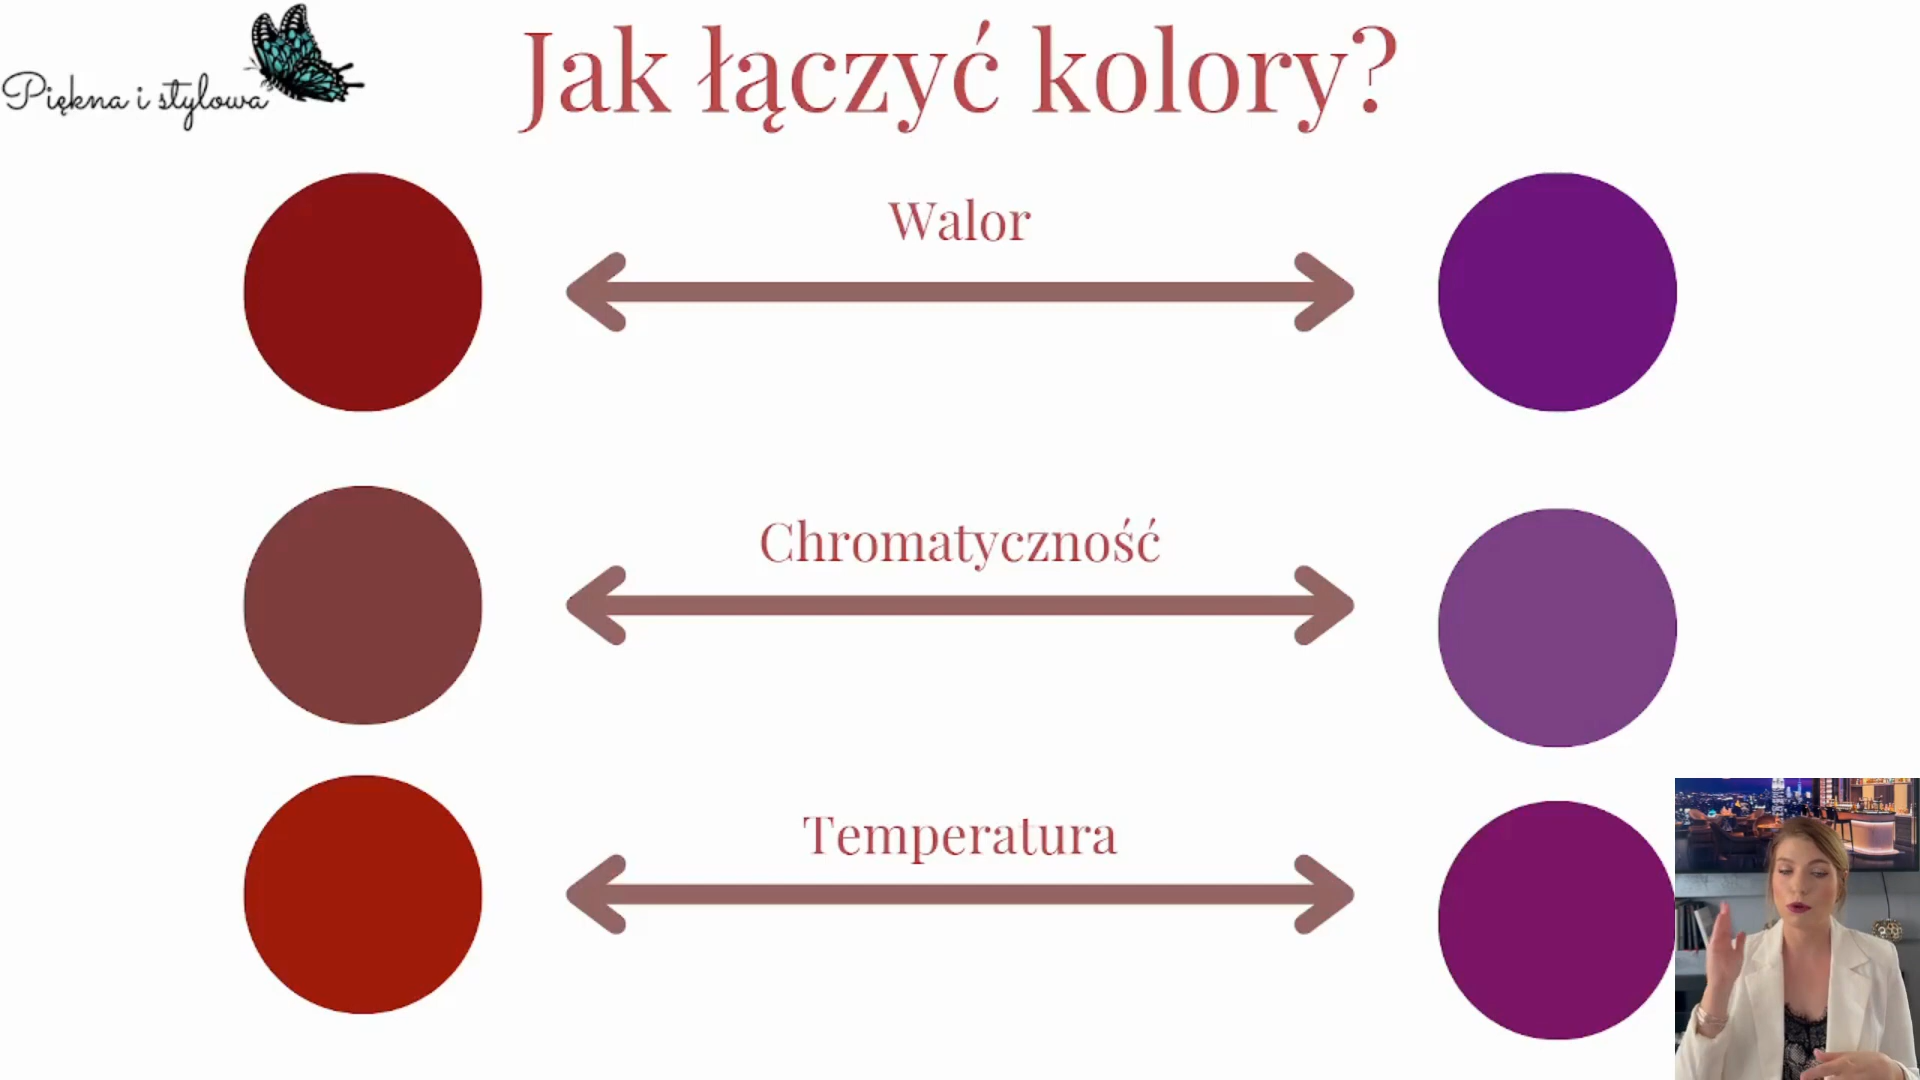 Piękna i stylowa
Jak łączyć kolory?
Walor
Chromatyczność
Temperatura